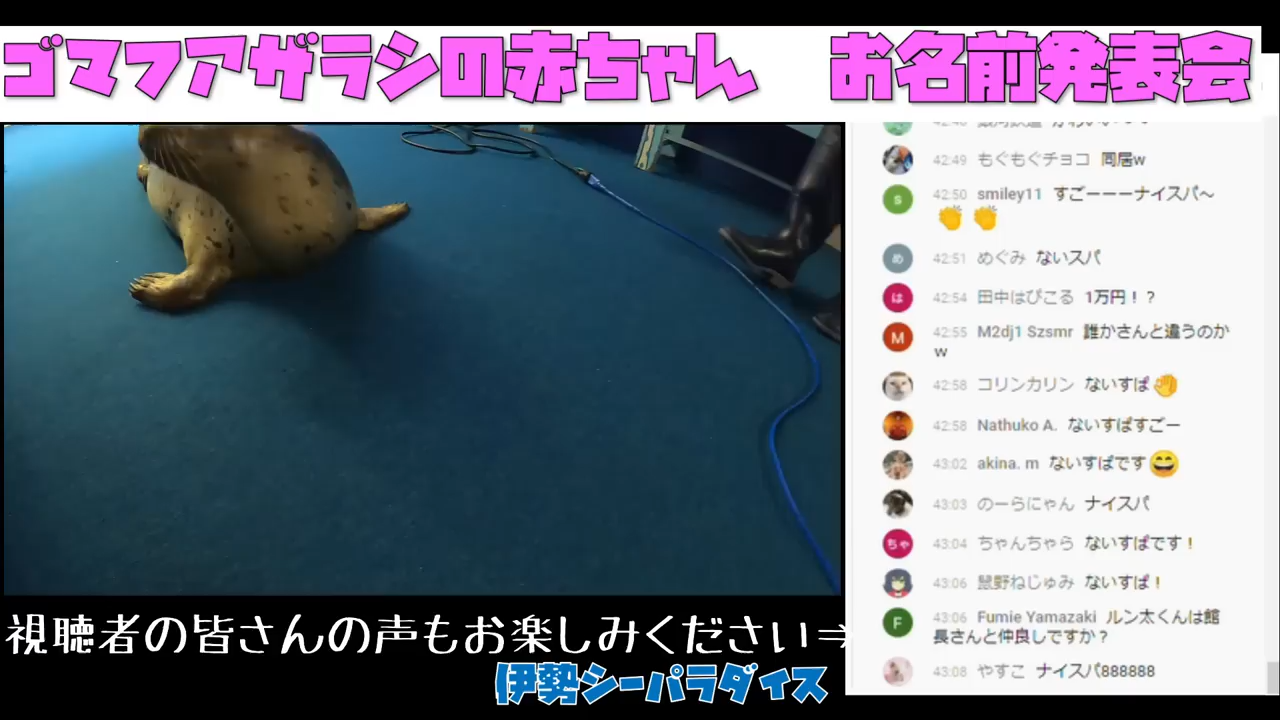 ゴマフアザラシの赤ちゃん　お名前発表会
42:49 もぐもぐチョコ 同居w
42:50 smiley11 すごーーーナイスパ～
👏👏
め 42:51 めぐみ ないスパ
は 42:54 田中はぴこる 1万円！？
M 42:55 M2dj1 Szsmr 誰かさんと違うのか
w
42:58 コリンカリン ないすぱ👏
42:58 Nathuko A. ないすぱすごー
43:02 akina. m ないすぱです😄
43:03 のーらにゃん ナイスパ
ちゃ 43:04 ちゃんちゃら ないすぱです！
43:06 鼠野ねじゅみ ないすぱ！
F 43:06 Fumie Yamazaki ルン太くんは館
長さんと仲良しですか？
43:08 やすこ ナイスパ888888
視聴者の皆さんの声もお楽しみください⇒
伊勢シーパラダイス